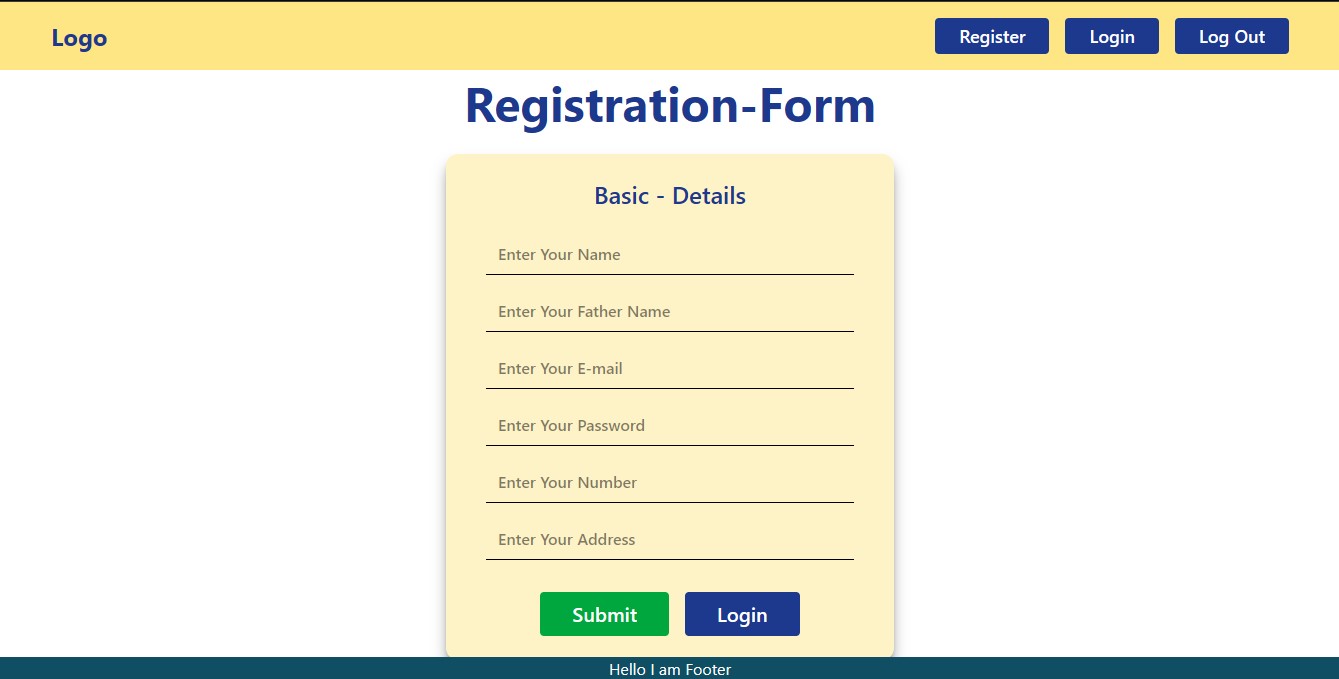 Logo
Register Login Log Out
Registration-Form
Basic - Details
Enter Your Name
Enter Your Father Name
Enter Your E-mail
Enter Your Password
Enter Your Number
Enter Your Address
Submit Login
Hello I am Footer